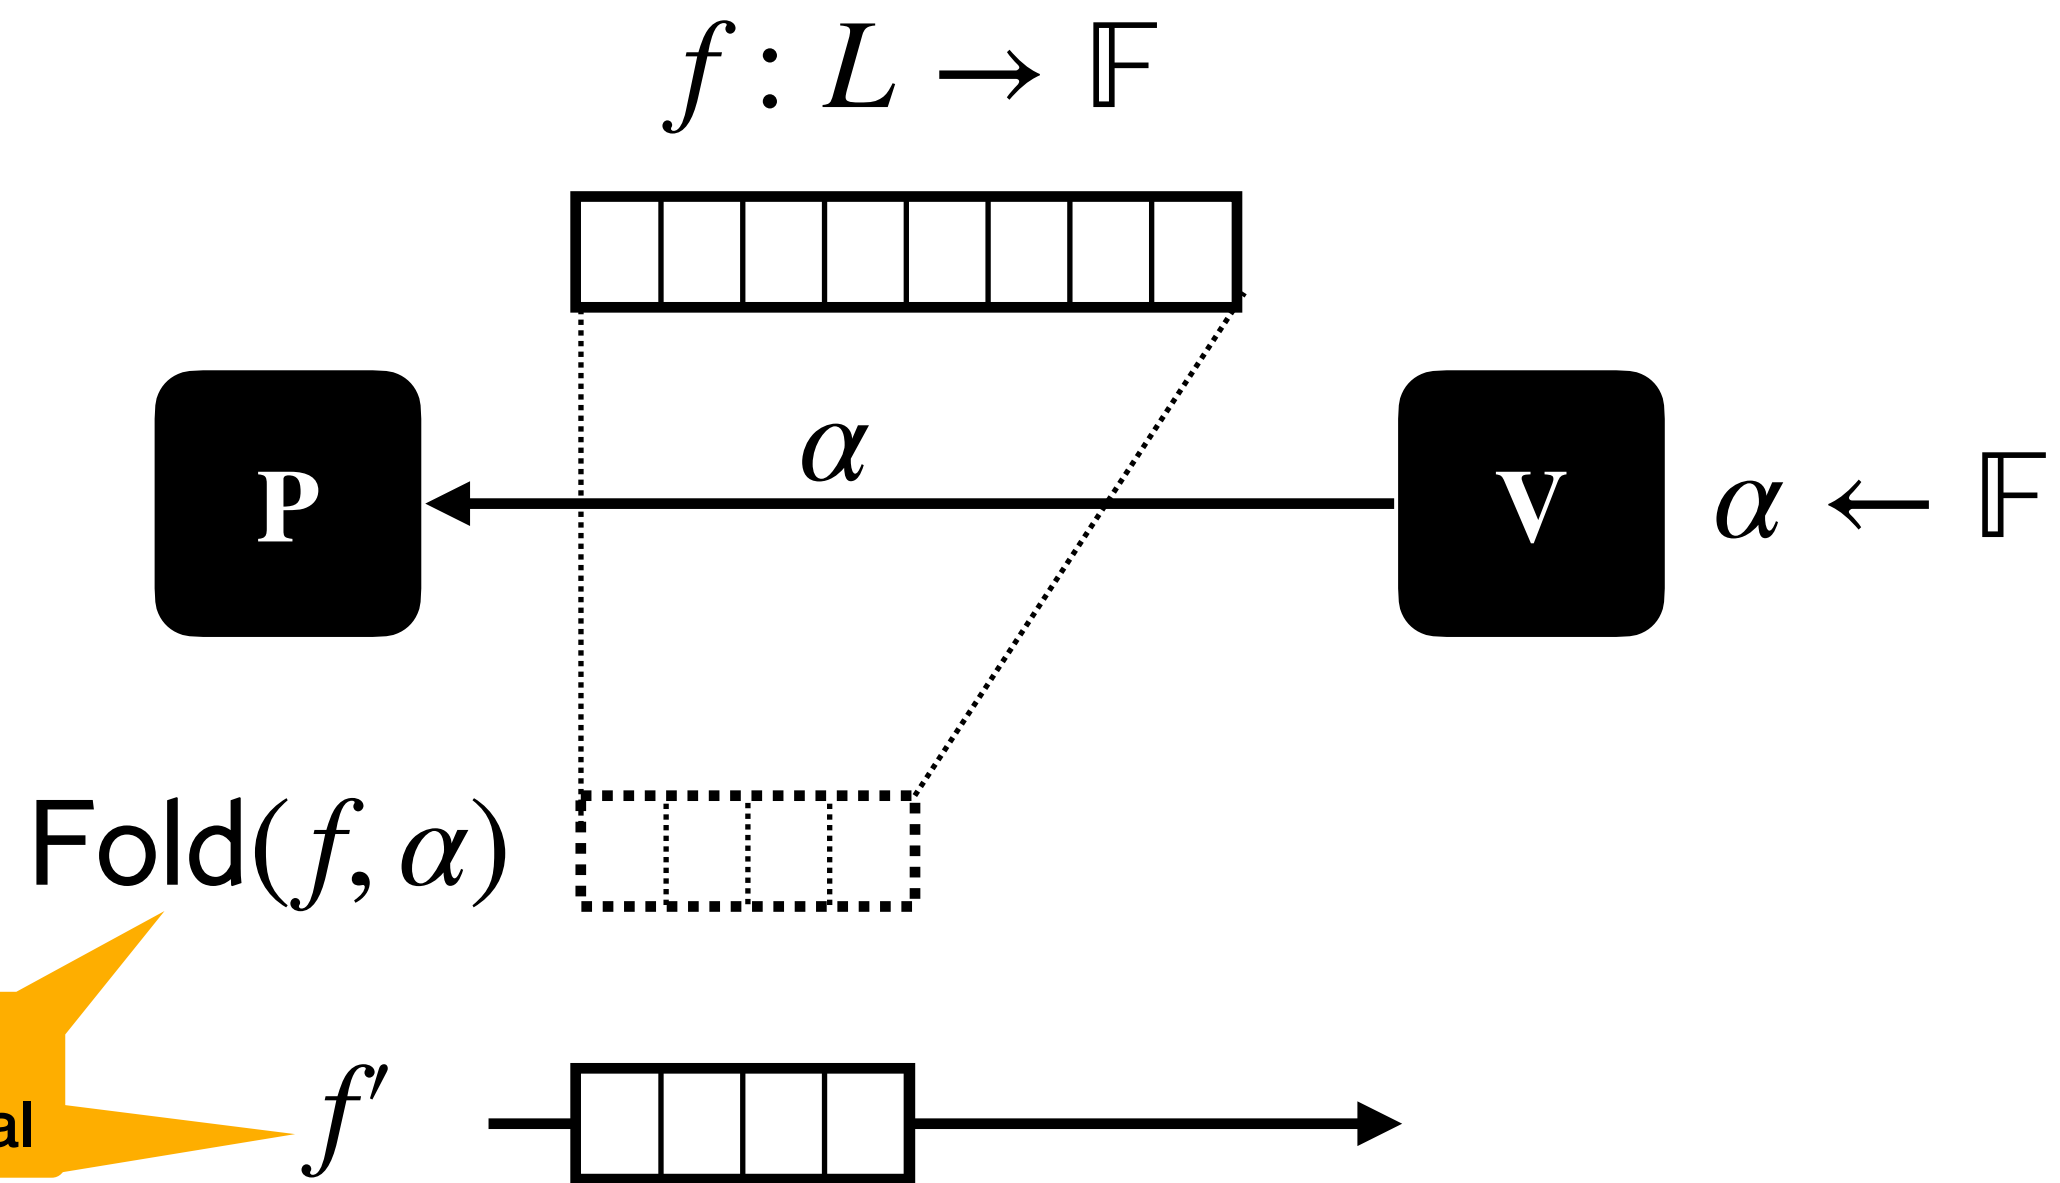 f : L → 𝔽
α
P
V
α ← 𝔽
Fold(f, α)
f′